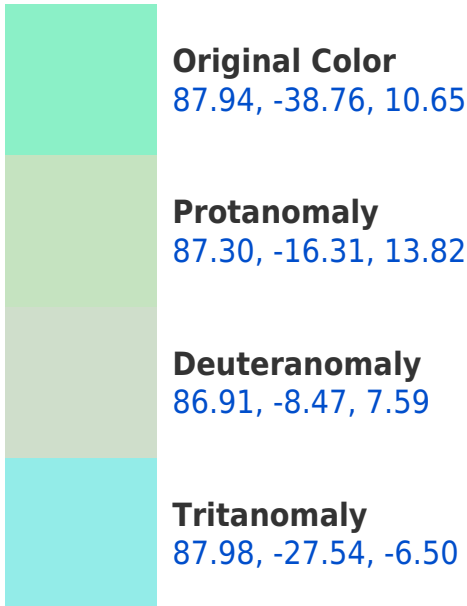 Original Color
87.94, -38.76, 10.65
Protanomaly
87.30, -16.31, 13.82
Deuteranomaly
86.91, -8.47, 7.59
Tritanomaly
87.98, -27.54, -6.50